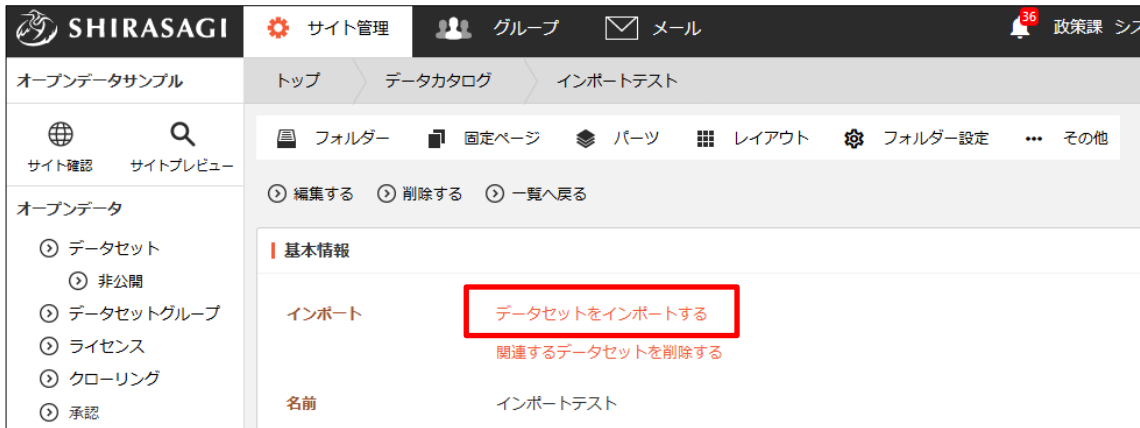 SHIRASAGI サイト管理 グループ メール 36 政策課 シス
オープンデータサンプル トップ データカタログ インポートテスト
フォルダー 固定ページ パーツ レイアウト フォルダー設定 ••• その他
サイト確認 サイトプレビュー
編集する 削除する 一覧へ戻る
オープンデータ
基本情報
データセット
非公開
データセットグループ
インポート データセットをインポートする
ライセンス
関連するデータセットを削除する
クローリング
名前 インポートテスト
承認